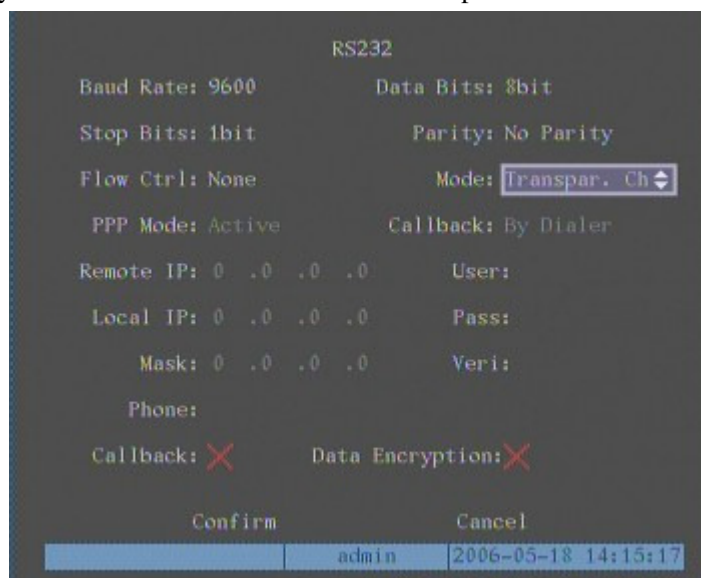 RS232
Baud Rate: 9600 Data Bits: 8bit
Stop Bits: 1bit Parity: No Parity
Flow Ctrl: None Mode: Transpar. Ch
PPP Mode: Active Callback: By Dialer
Remote IP: 0 .0 .0 .0 User:
Local IP: 0 .0 .0 .0 Pass:
Mask: 0 .0 .0 .0 Veri:
Phone:
Callback: Data Encryption:
Confirm Cancel
admin 2006-05-18 14:15:17